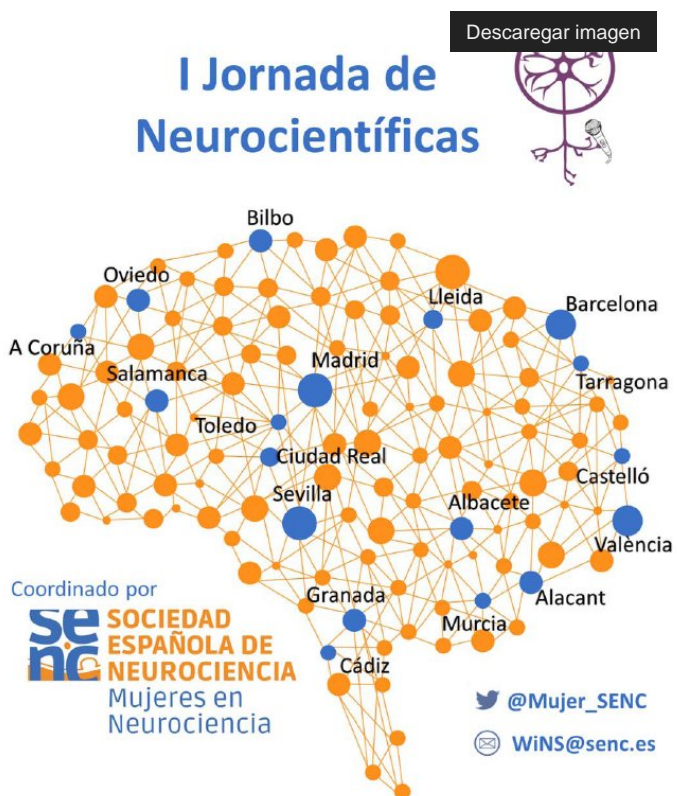 Descaregar imagen
I Jornada de
Neurocientíficas
Bilbo
Oviedo
Lleida
Barcelona
A Coruña
Madrid
Salamanca
Tarragona
Toledo
Ciudad Real
Castelló
Sevilla
Albacete
València
Coordinado por
Granada
Alacant
senc
SOCIEDAD
ESPAÑOLA DE
NEUROCIENCIA
Murcia
Cádiz
Mujeres en
Neurociencia
@Mujer_SENC
WiNS@senc.es